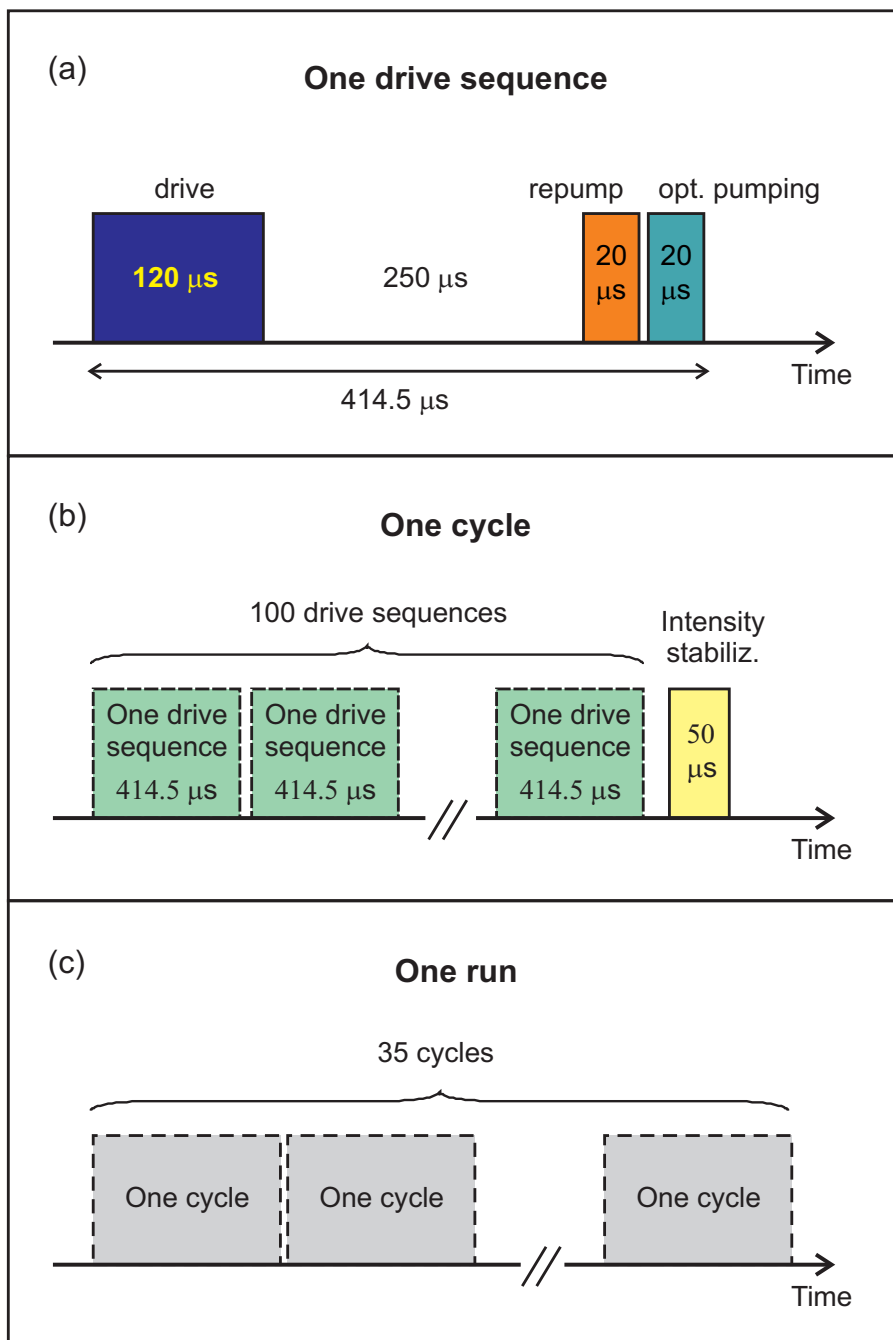 (a)
One drive sequence
drive
repump
opt. pumping
120 μs
250 μs
20
μs
20
μs
Time
414.5 μs
(b)
One cycle
100 drive sequences
Intensity
stabiliz.
One drive
sequence
414.5 μs
One drive
sequence
414.5 μs
One drive
sequence
414.5 μs
50
μs
Time
(c)
One run
35 cycles
One cycle
One cycle
One cycle
Time